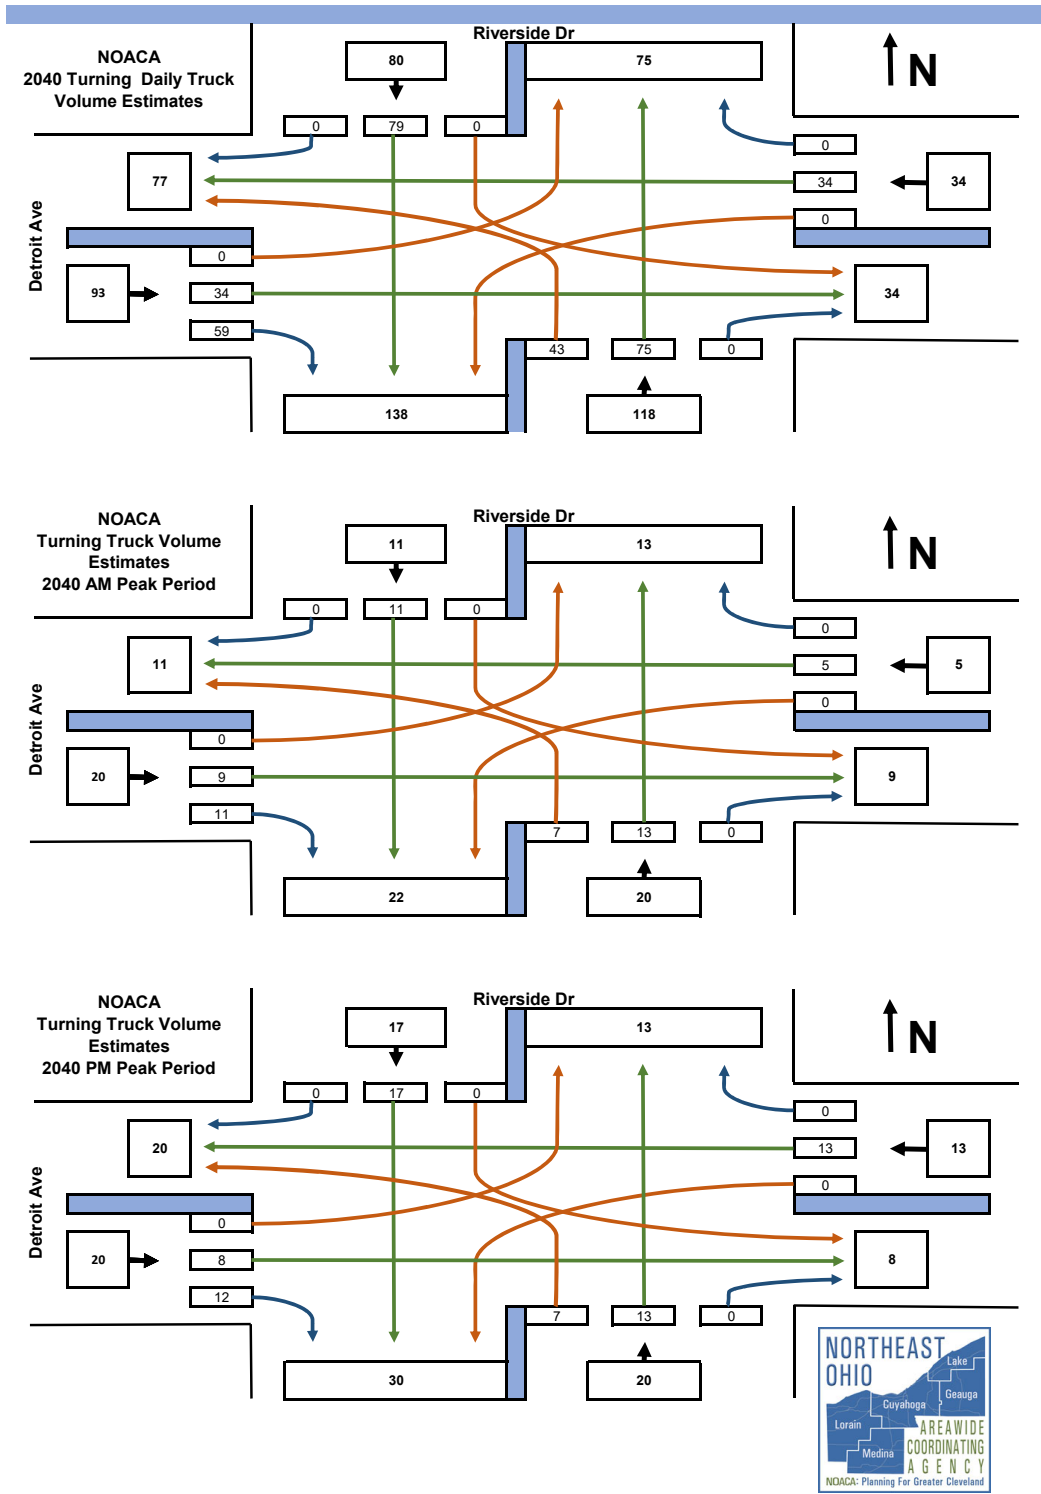 Riverside Dr
NOACA
2040 Turning Daily Truck
Volume Estimates
80
75
N
0
79
0
0
77
34
34
0
Detroit Ave
0
93
34
34
59
43
75
0
138
118
Riverside Dr
NOACA
Turning Truck Volume
Estimates
2040 AM Peak Period
11
13
N
0
11
0
0
11
5
5
0
Detroit Ave
0
20
9
9
11
7
13
0
22
20
Riverside Dr
NOACA
Turning Truck Volume
Estimates
2040 PM Peak Period
17
13
N
0
17
0
0
20
13
13
0
Detroit Ave
0
20
8
8
12
7
13
0
30
20
NORTHEAST
OHIO
Lake
Geauga
Cuyahoga
Lorain
Medina
AREAWIDE
COORDINATING
AGENCY
NOACA: Planning For Greater Cleveland